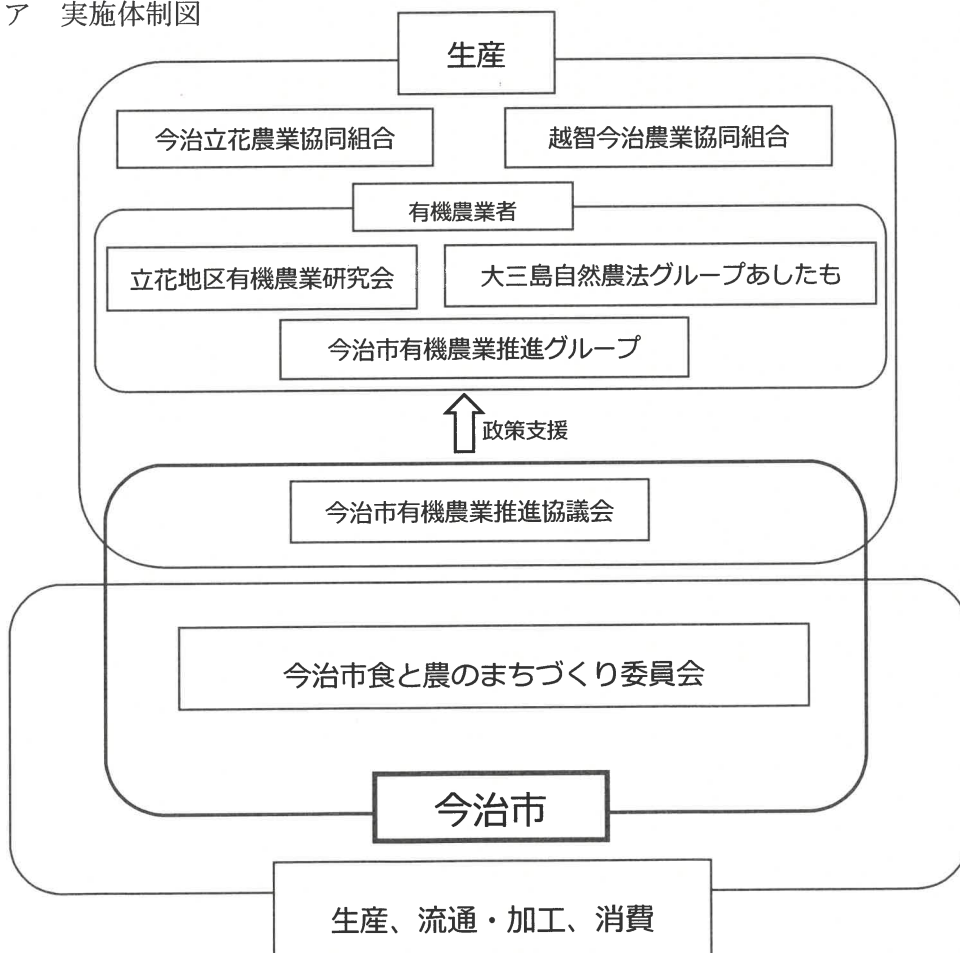 ア 実施体制図
生産
今治立花農業協同組合
越智今治農業協同組合
有機農業者
立花地区有機農業研究会
大三島自然農法グループあしたも
今治市有機農業推進グループ
政策支援
今治市有機農業推進協議会
今治市食と農のまちづくり委員会
今治市
生産、流通・加工、消費